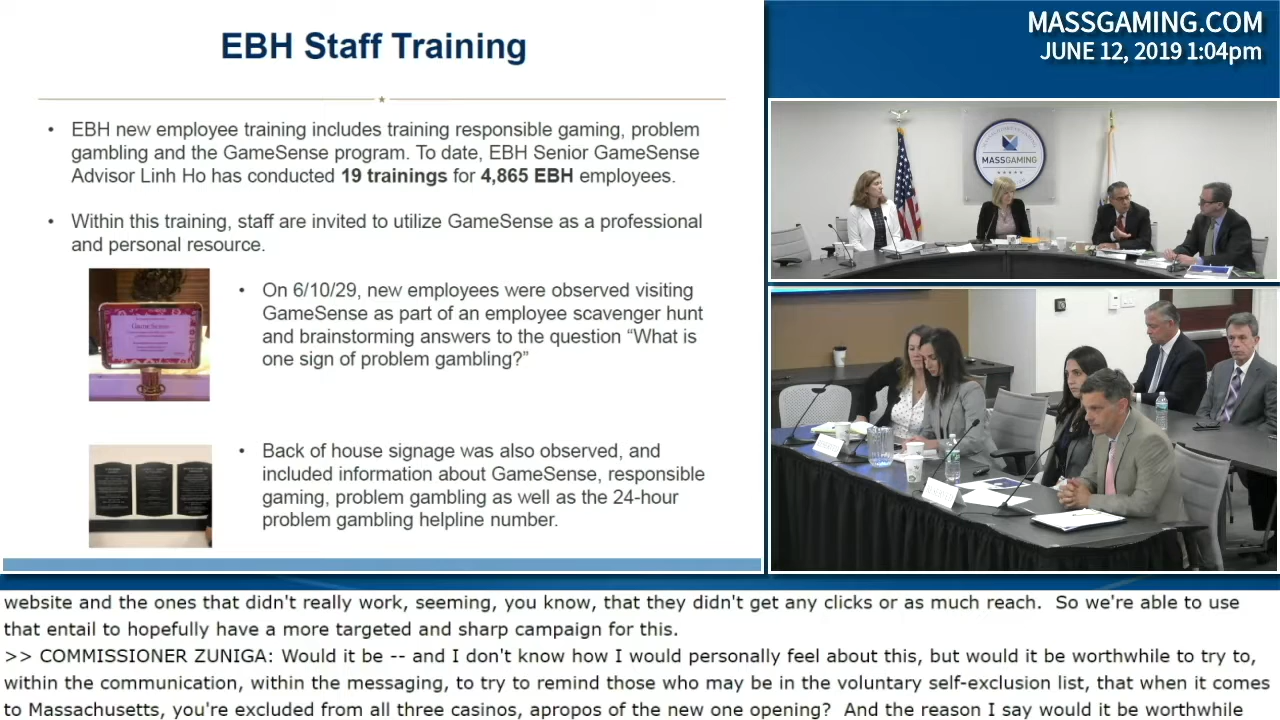 EBH Staff Training
• EBH new employee training includes training responsible gaming, problem
gambling and the GameSense program. To date, EBH Senior GameSense
Advisor Linh Ho has conducted 19 trainings for 4,865 EBH employees.
• Within this training, staff are invited to utilize GameSense as a professional
and personal resource.
GameSense
• On 6/10/29, new employees were observed visiting
GameSense as part of an employee scavenger hunt
and brainstorming answers to the question “What is
one sign of problem gambling?”
• Back of house signage was also observed, and
included information about GameSense, responsible
gaming, problem gambling as well as the 24-hour
problem gambling helpline number.
MASSGAMING.COM
JUNE 12, 2019 1:04pm
MASSGAMING
website and the ones that didn't really work, seeming, you know, that they didn't get any clicks or as much reach.  So we're able to use
that entail to hopefully have a more targeted and sharp campaign for this.
>> COMMISSIONER ZUNIGA: Would it be -- and I don't know how I would personally feel about this, but would it be worthwhile to try to,
within the communication, within the messaging, to try to remind those who may be in the voluntary self-exclusion list, that when it comes
to Massachusetts, you're excluded from all three casinos, apropos of the new one opening?  And the reason I say would it be worthwhile